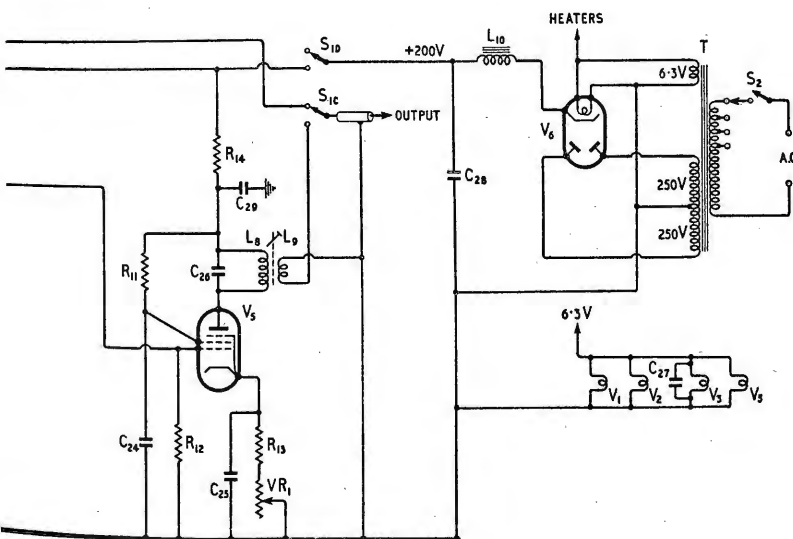 HEATERS
S1D
+200V
L10
T
6·3V
S2
S1C
OUTPUT
V6
A.C
R14
C28
250V
C29
250V
L8 L9
R11
C26
6·3V
V5
C27
V1
V2
V3
V5
C24
R12
R13
C25
VR1